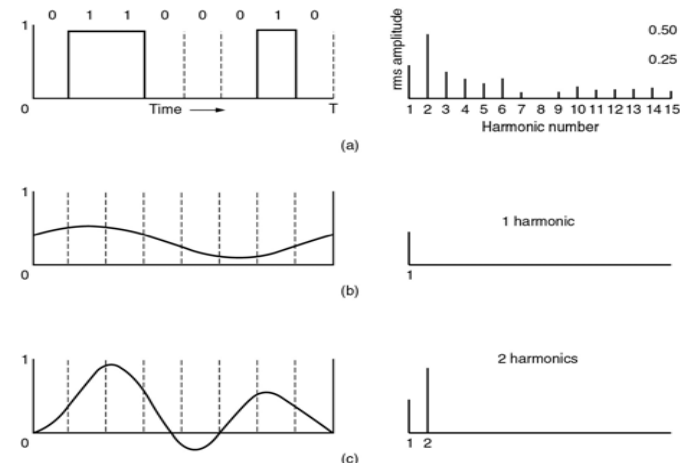 0 1 1 0 0 0 1 0
1
0
Time
T
rms amplitude
0.50
0.25
1 2 3 4 5 6 7 8 9 10 11 12 13 14 15
Harmonic number
(a)
1
0
1 harmonic
1
(b)
1
0
2 harmonics
1 2
(c)